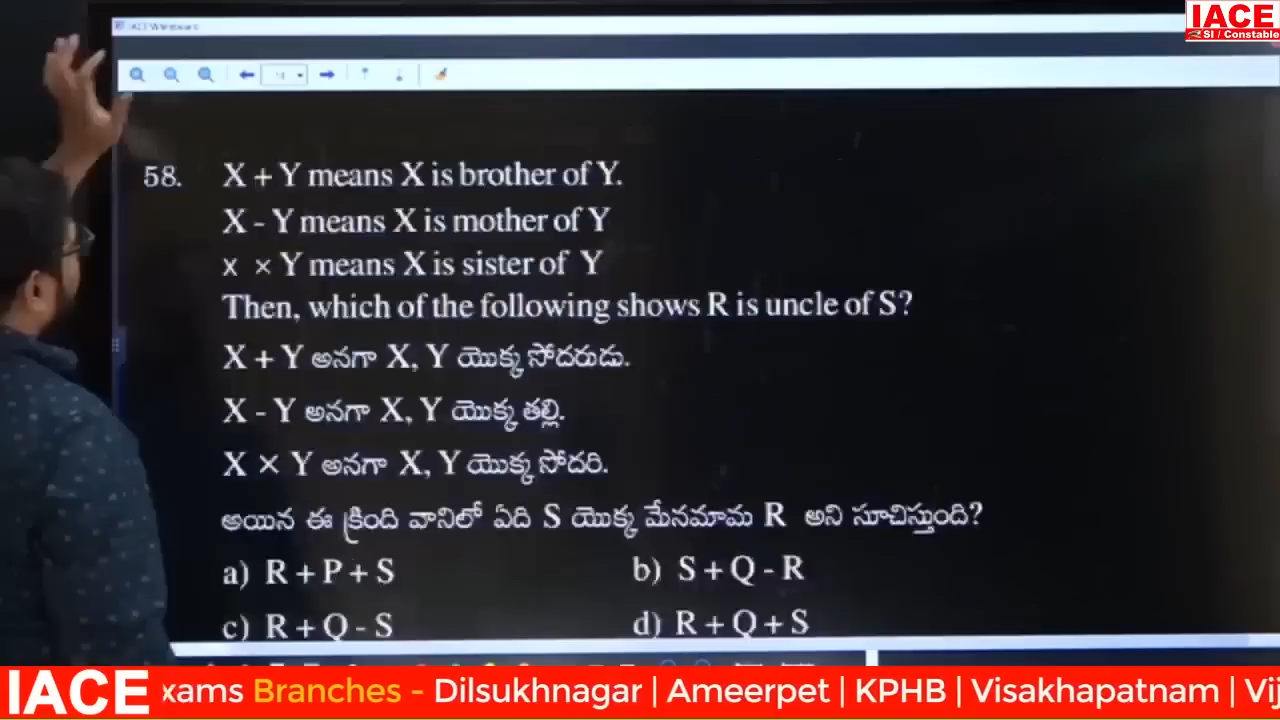 IACE
SI / Constable
58. X + Y means X is brother of Y.
X - Y means X is mother of Y
x × Y means X is sister of Y
Then, which of the following shows R is uncle of S?
X + Y అనగా X, Y యొక్క సోదరుడు.
X - Y అనగా X, Y యొక్క తల్లి.
X × Y అనగా X, Y యొక్క సోదరి.
అయిన ఈ క్రింది వానిలో ఏది S యొక్క మేనమామ R అని సూచిస్తుంది?
a) R + P + S b) S + Q - R
c) R + Q - S d) R + Q + S
IACE xams Branches - Dilsukhnagar | Ameerpet | KPHB | Visakhapatnam | Vij